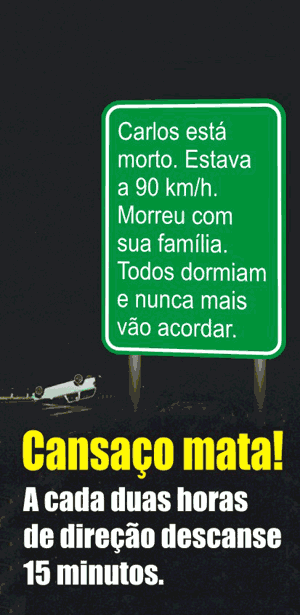 Carlos está
morto. Estava
a 90 km/h.
Morreu com
sua família.
Todos dormiam
e nunca mais
vão acordar.
Cansaço mata!
A cada duas horas
de direção descanse
15 minutos.